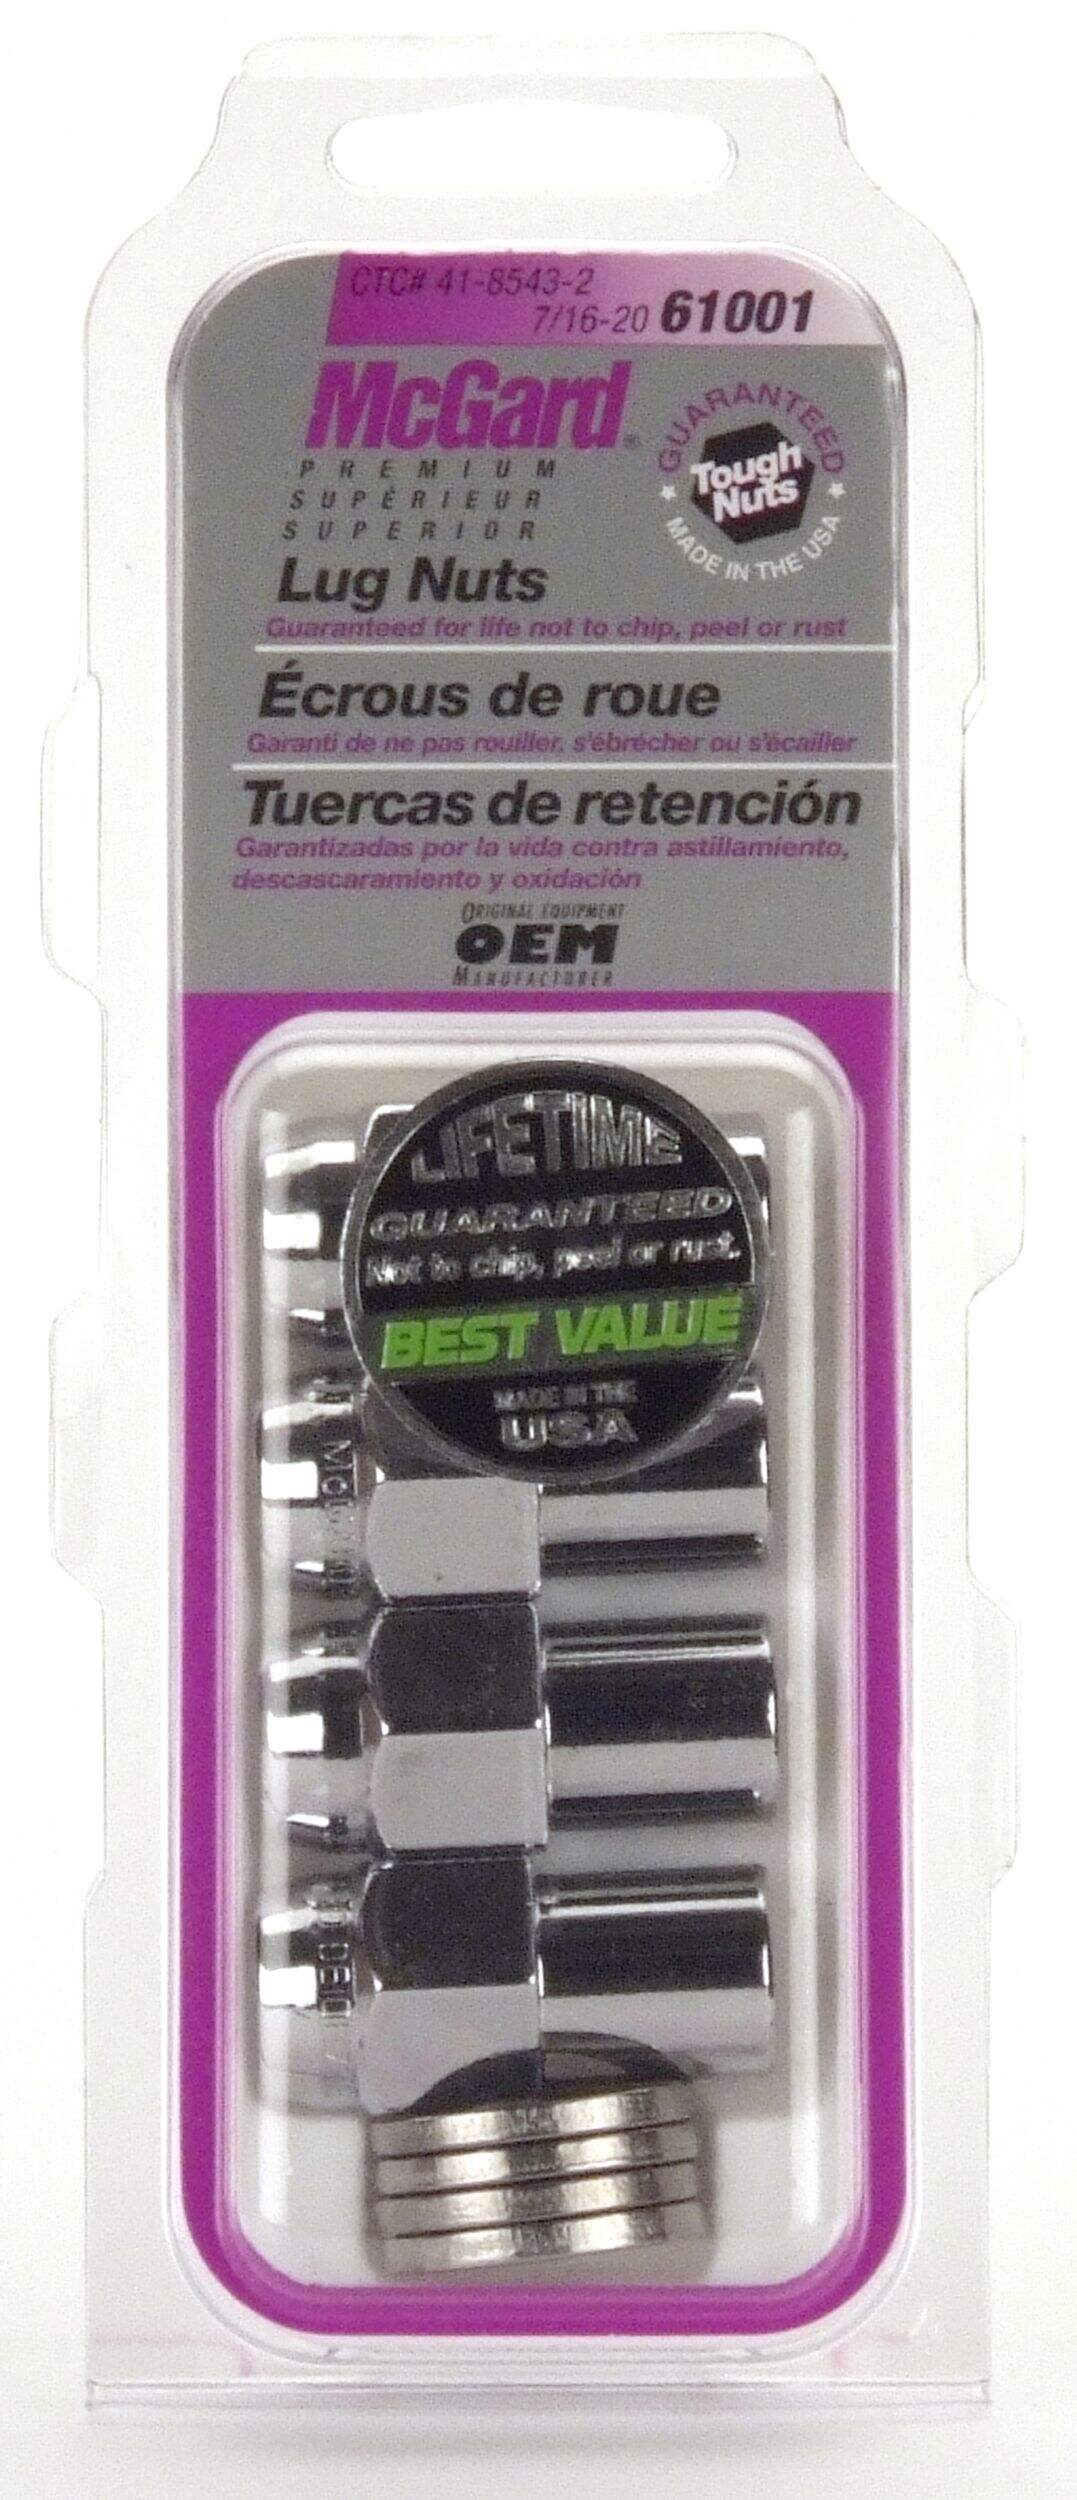 CTC# 41-8543-2
7/16-20 61001
McGard®
PREMIUM
SUPÉRIEUR
SUPERIOR
GUARANTEED
Tough
Nuts
MADE IN THE USA
Lug Nuts
Guaranteed for life not to chip, peel or rust
Écrous de roue
Garanti de ne pas rouiller, s'ébrécher ou s'écailler
Tuercas de retención
Garantizadas por la vida contra astillamiento,
descascaramiento y oxidación
ORIGINAL EQUIPMENT
OEM
MANUFACTURER
LIFETIME
GUARANTEED
Not to chip, peel or rust.
BEST VALUE
MADE IN THE
USA